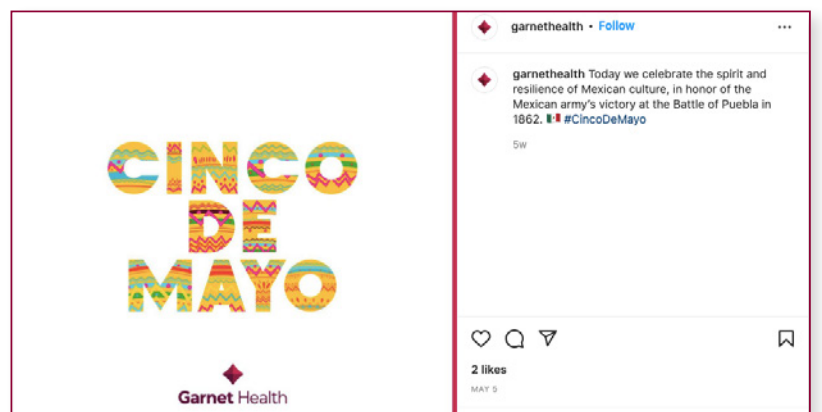 CINCO
DE
MAYO
Garnet Health
garnethealth • Follow
garnethealth Today we celebrate the spirit and
resilience of Mexican culture, in honor of the
Mexican army's victory at the Battle of Puebla in
1862. 🇲🇽 #CincoDeMayo
5w
2 likes
MAY 5